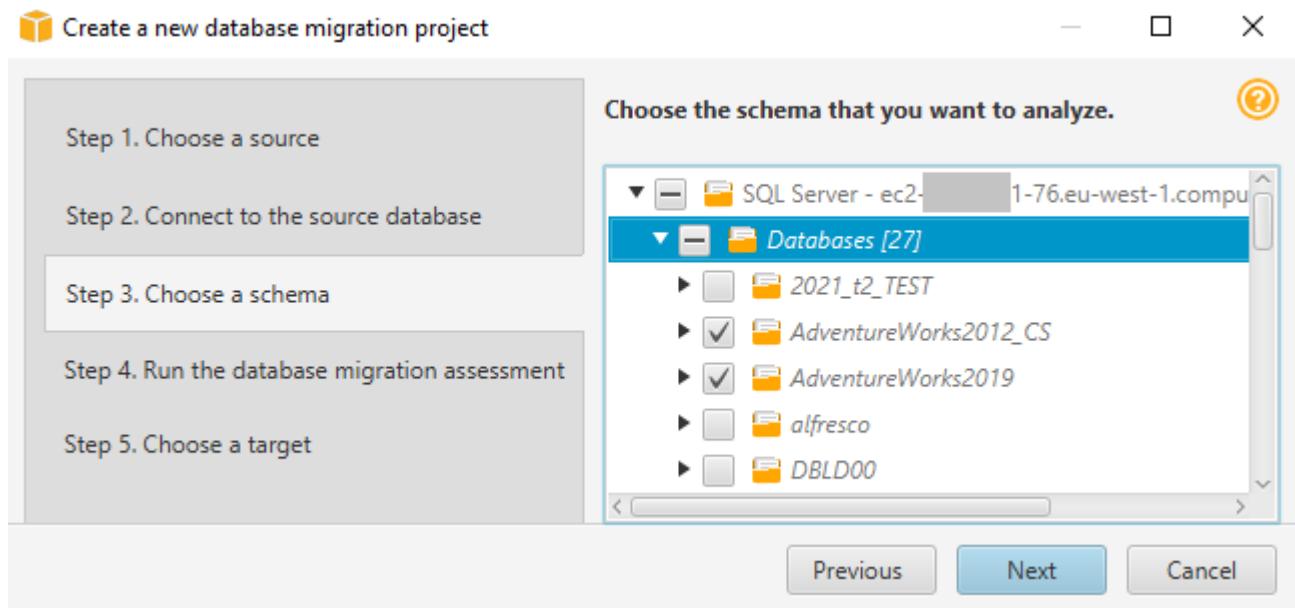 Create a new database migration project
Step 1. Choose a source
Step 2. Connect to the source database
Step 3. Choose a schema
Step 4. Run the database migration assessment
Step 5. Choose a target
Choose the schema that you want to analyze.
SQL Server - ec2- 1-76.eu-west-1.compu
Databases [27]
2021_t2_TEST
AdventureWorks2012_CS
AdventureWorks2019
alfresco
DBLD00
Previous Next Cancel